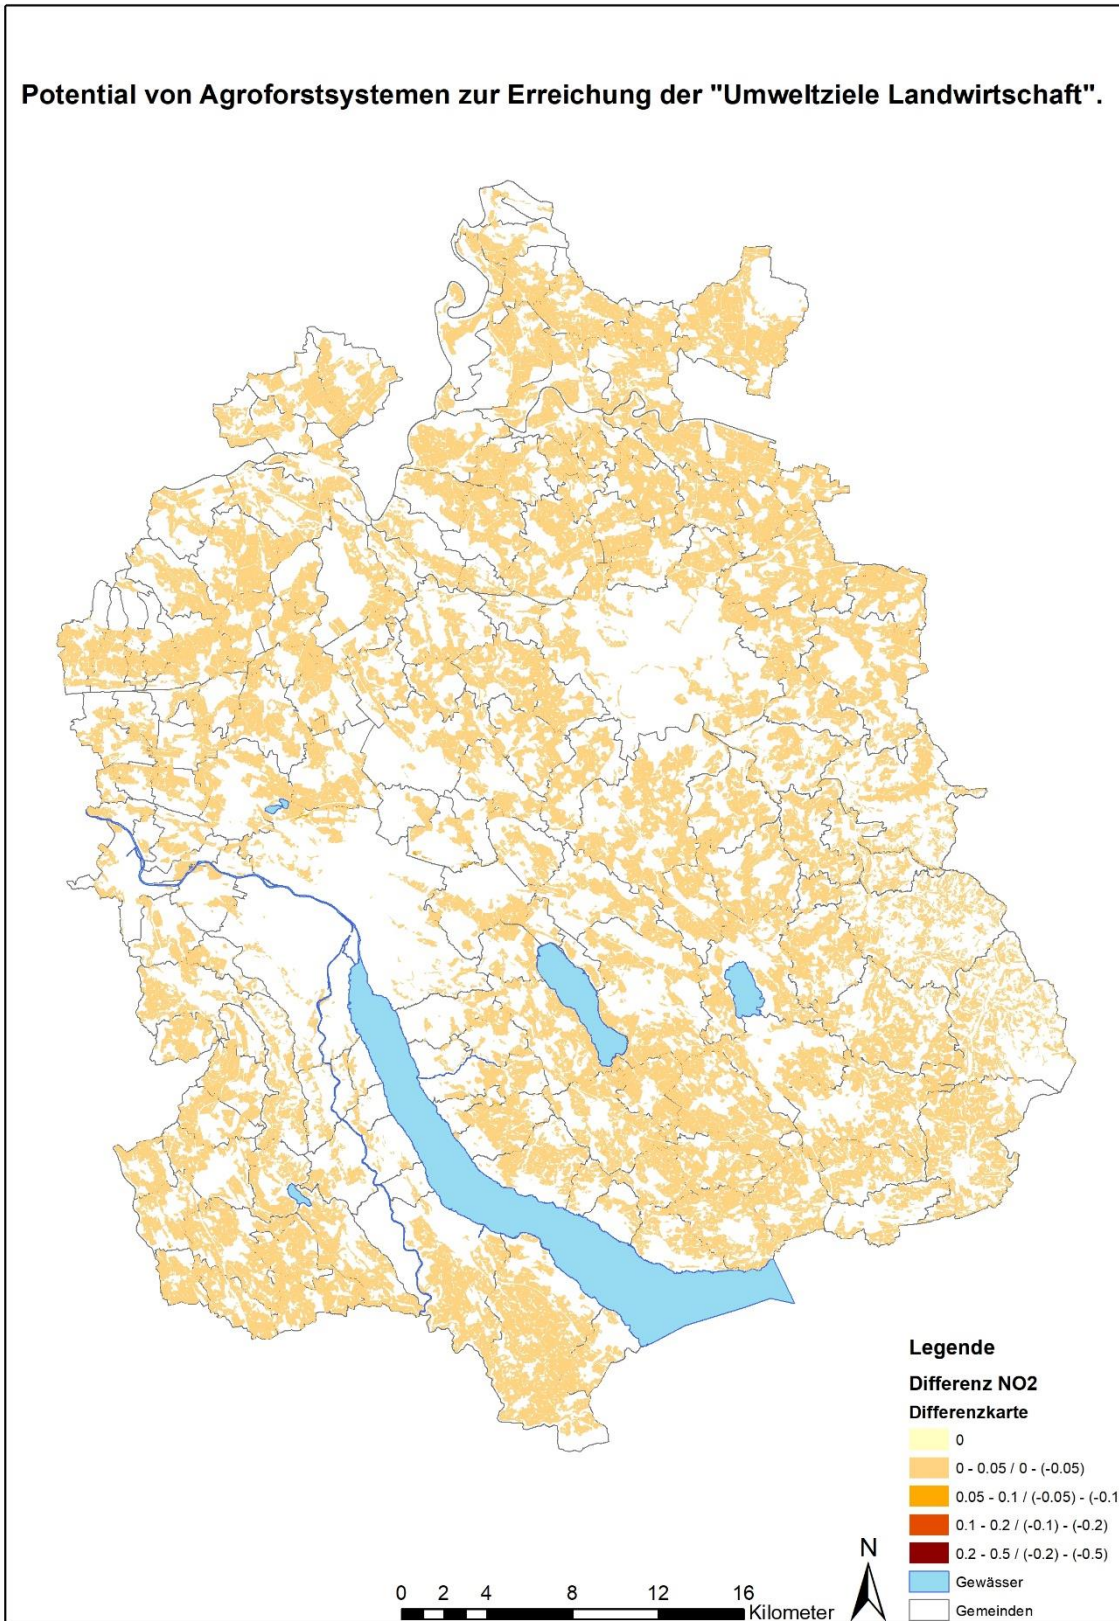 Potential von Agroforstsystemen zur Erreichung der "Umweltziele Landwirtschaft".
Legende
Differenz NO2
Differenzkarte
0
0 - 0.05 / 0 - (-0.05)
0.05 - 0.1 / (-0.05) - (-0.1
0.1 - 0.2 / (-0.1) - (-0.2)
0.2 - 0.5 / (-0.2) - (-0.5)
Gewässer
Gemeinden
N
0 2 4 8 12 16
Kilometer